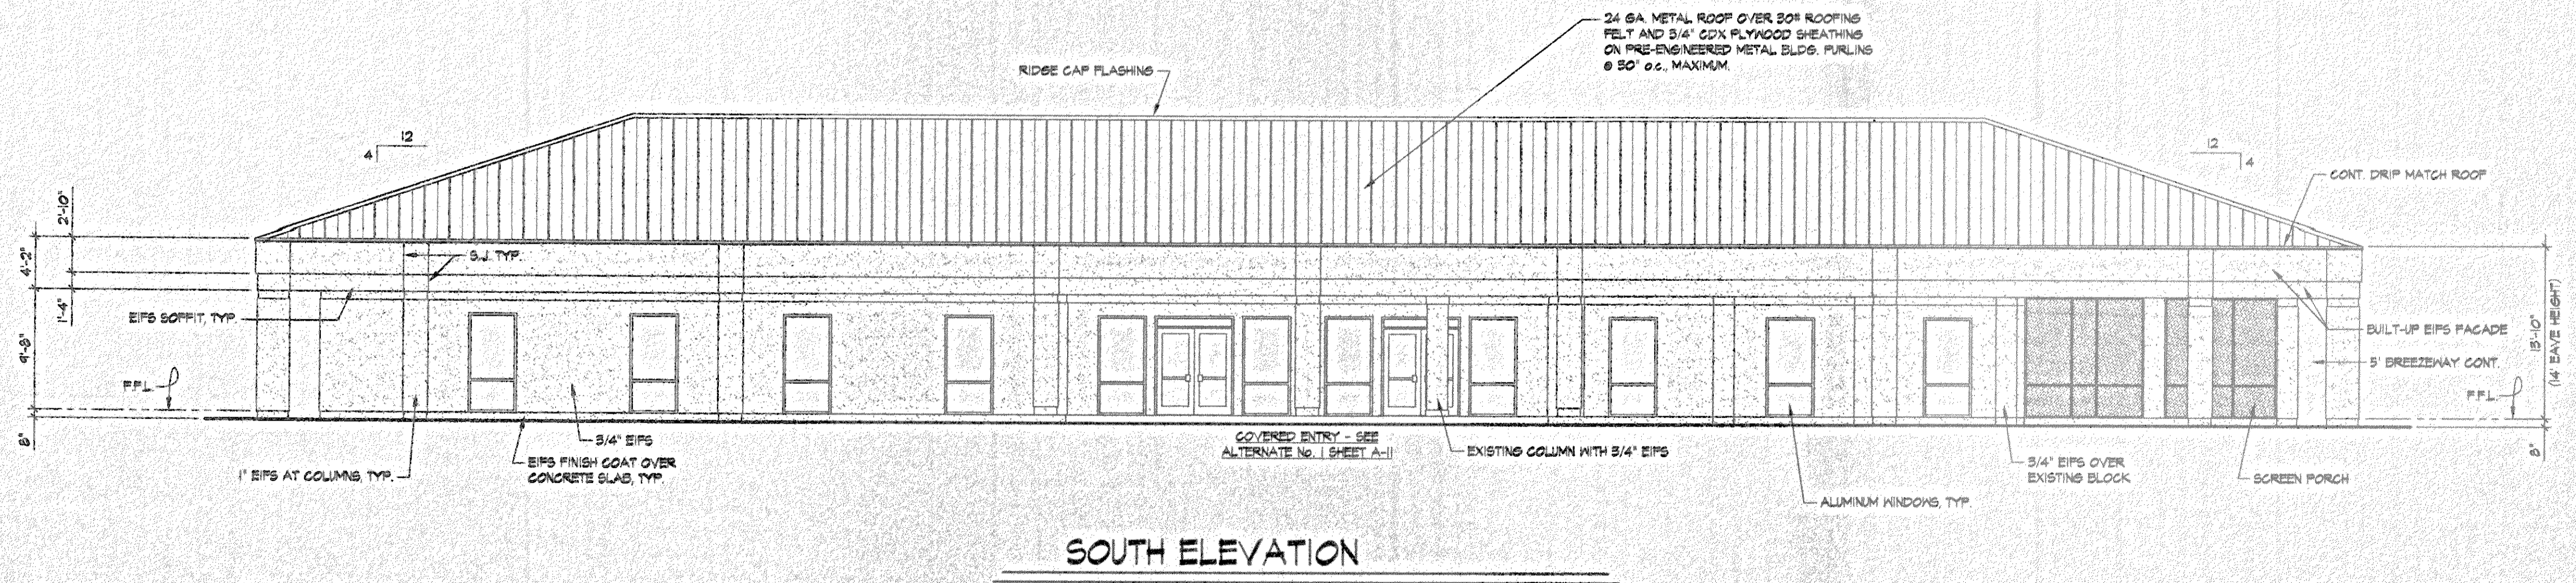 24 GA. METAL ROOF OVER 30# ROOFING
FELT AND 3/4" CDX PLYWOOD SHEATHING
ON PRE-ENGINEERED METAL BLDG. PURLINS
@ 30" o.c., MAXIMUM.
RIDGE CAP FLASHING
12
4
12
4
CONT. DRIP MATCH ROOF
2'-10"
4'-2"
S.J. TYP.
1'-4"
EIFS SOFFIT, TYP.
9'-8"
F.F.L.
8"
BUILT-UP EIFS FACADE
5' BREEZEWAY CONT.
13'-10"
(14' EAVE HEIGHT)
F.F.L.
8"
3/4" EIFS
1" EIFS AT COLUMNS, TYP.
EIFS FINISH COAT OVER
CONCRETE SLAB, TYP.
COVERED ENTRY - SEE
ALTERNATE No. 1 SHEET A-11
EXISTING COLUMN WITH 3/4" EIFS
ALUMINUM WINDOWS, TYP.
3/4" EIFS OVER
EXISTING BLOCK
SCREEN PORCH
SOUTH ELEVATION